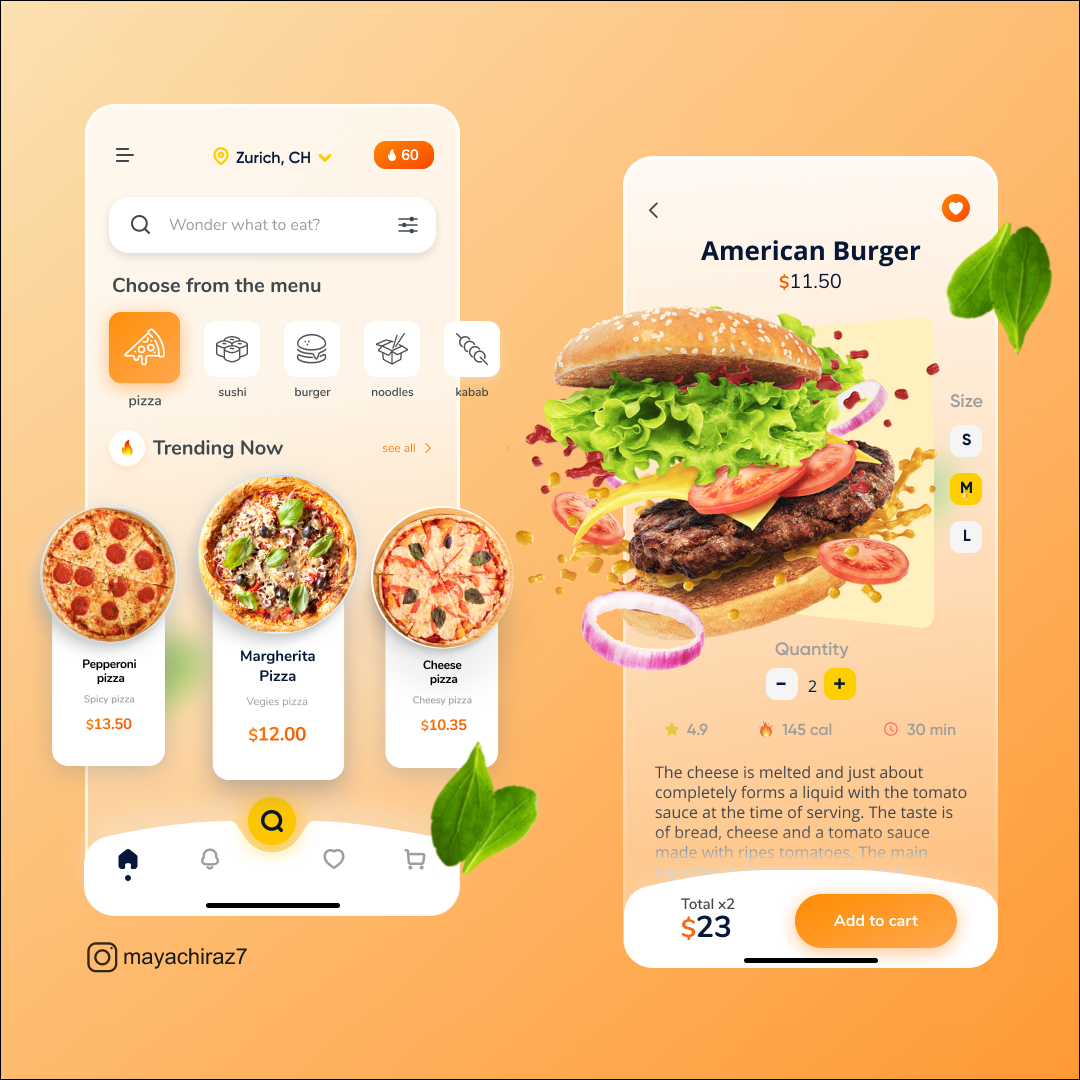 Zurich, CH
60
Wonder what to eat?
Choose from the menu
pizza
sushi
burger
noodles
kabab
Trending Now
see all
Pepperoni
pizza
Spicy pizza
$13.50
Margherita
Pizza
Vegies pizza
$12.00
Cheese
pizza
Cheesy pizza
$10.35
mayachiraz7
American Burger
$11.50
Size
S
M
L
Quantity
- 2 +
4.9
145 cal
30 min
The cheese is melted and just about
completely forms a liquid with the tomato
sauce at the time of serving. The taste is
of bread, cheese and a tomato sauce
made with ripes tomatoes. The main
Total x2
$23
Add to cart